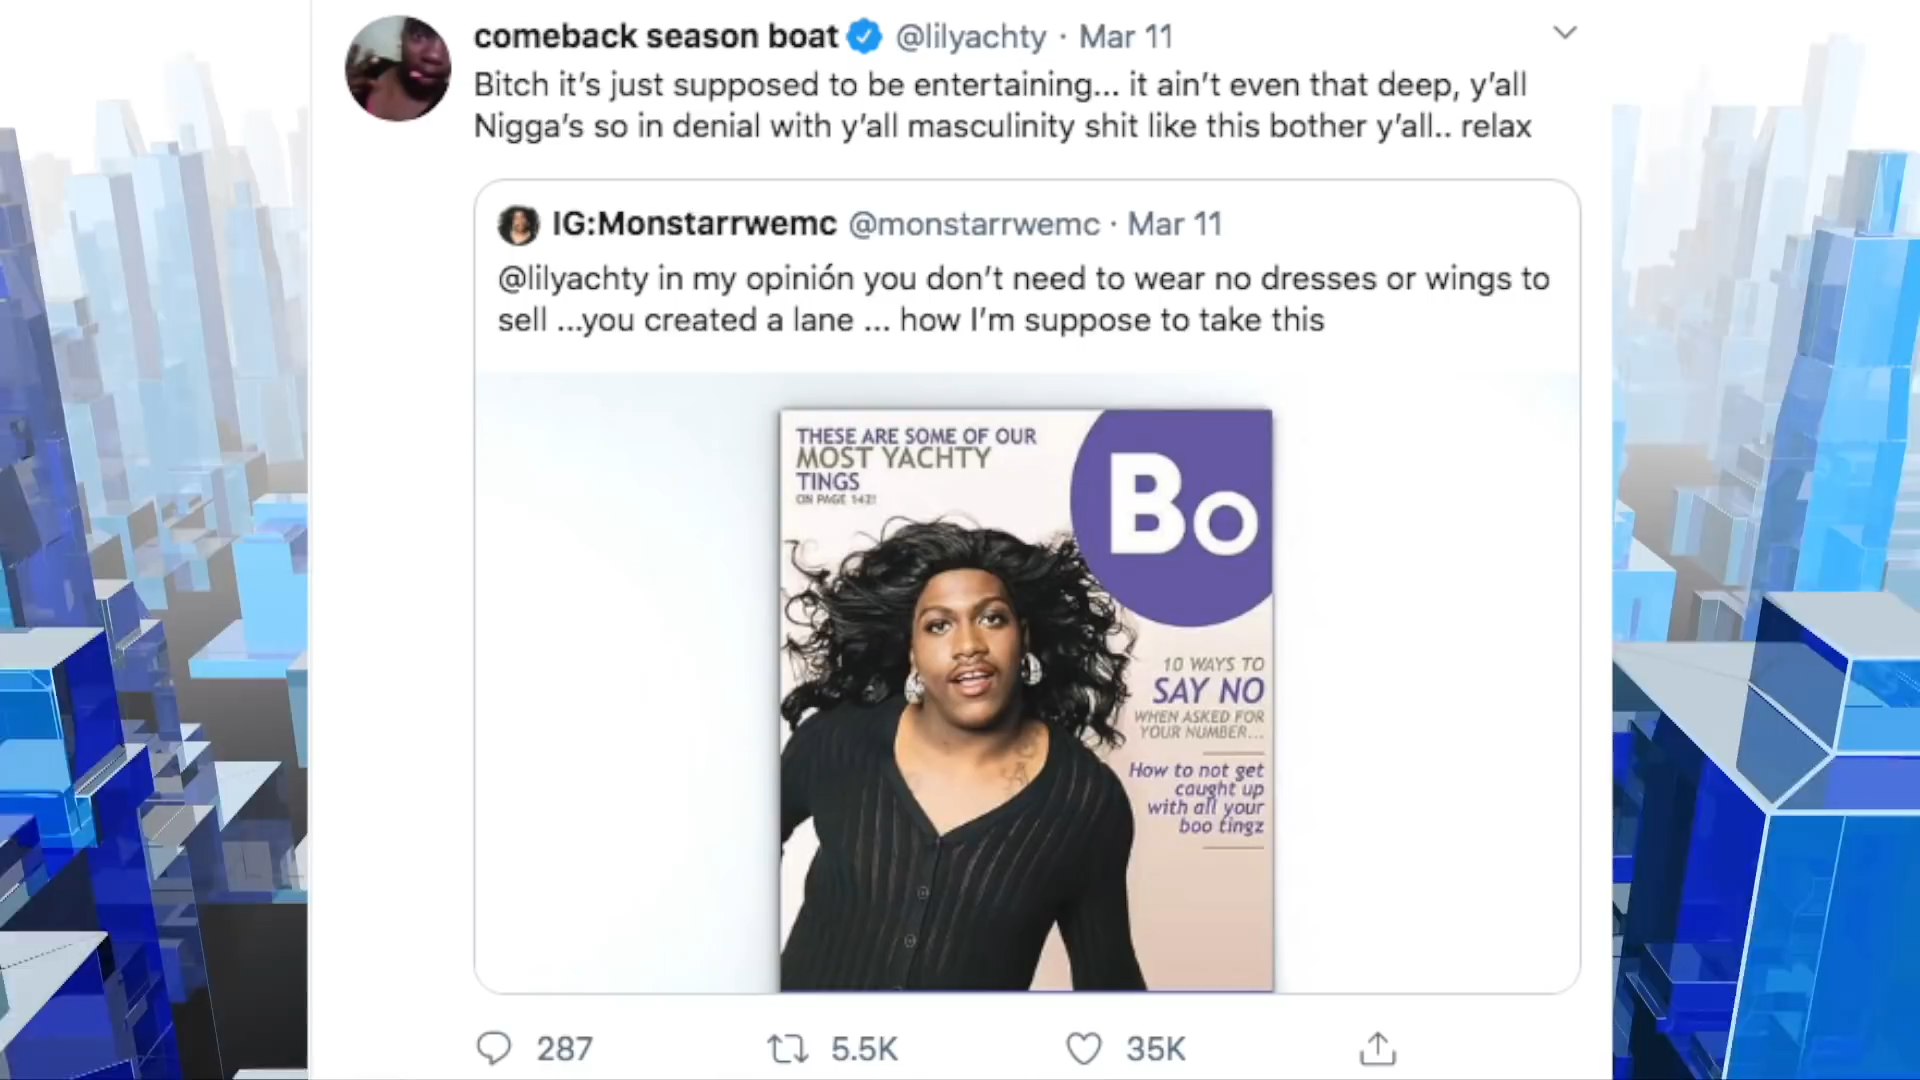 comeback season boat @lilyachty · Mar 11
Bitch it's just supposed to be entertaining... it ain't even that deep, y'all
Nigga's so in denial with y'all masculinity shit like this bother y'all.. relax
IG:Monstarrwemc @monstarrwemc · Mar 11
@lilyachty in my opinión you don't need to wear no dresses or wings to
sell ...you created a lane ... how I'm suppose to take this
THESE ARE SOME OF OUR
MOST YACHTY
TINGS
ON PAGE 142!
Bo
10 WAYS TO
SAY NO
WHEN ASKED FOR
YOUR NUMBER...
How to not get
caught up
with all your
boo tingz
287 5.5K 35K